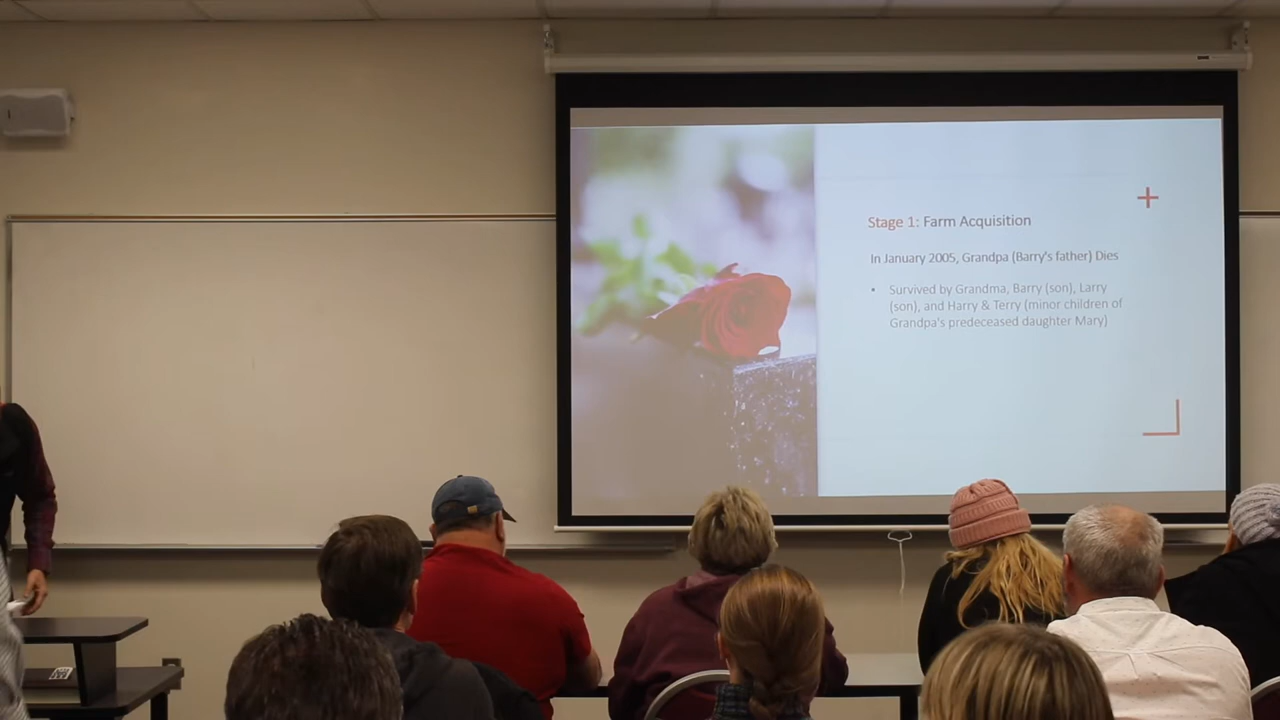 Stage 1: Farm Acquisition
In January 2005, Grandpa (Barry's father) Dies
▪ Survived by Grandma, Barry (son), Larry
(son), and Harry & Terry (minor children of
Grandpa's predeceased daughter Mary)